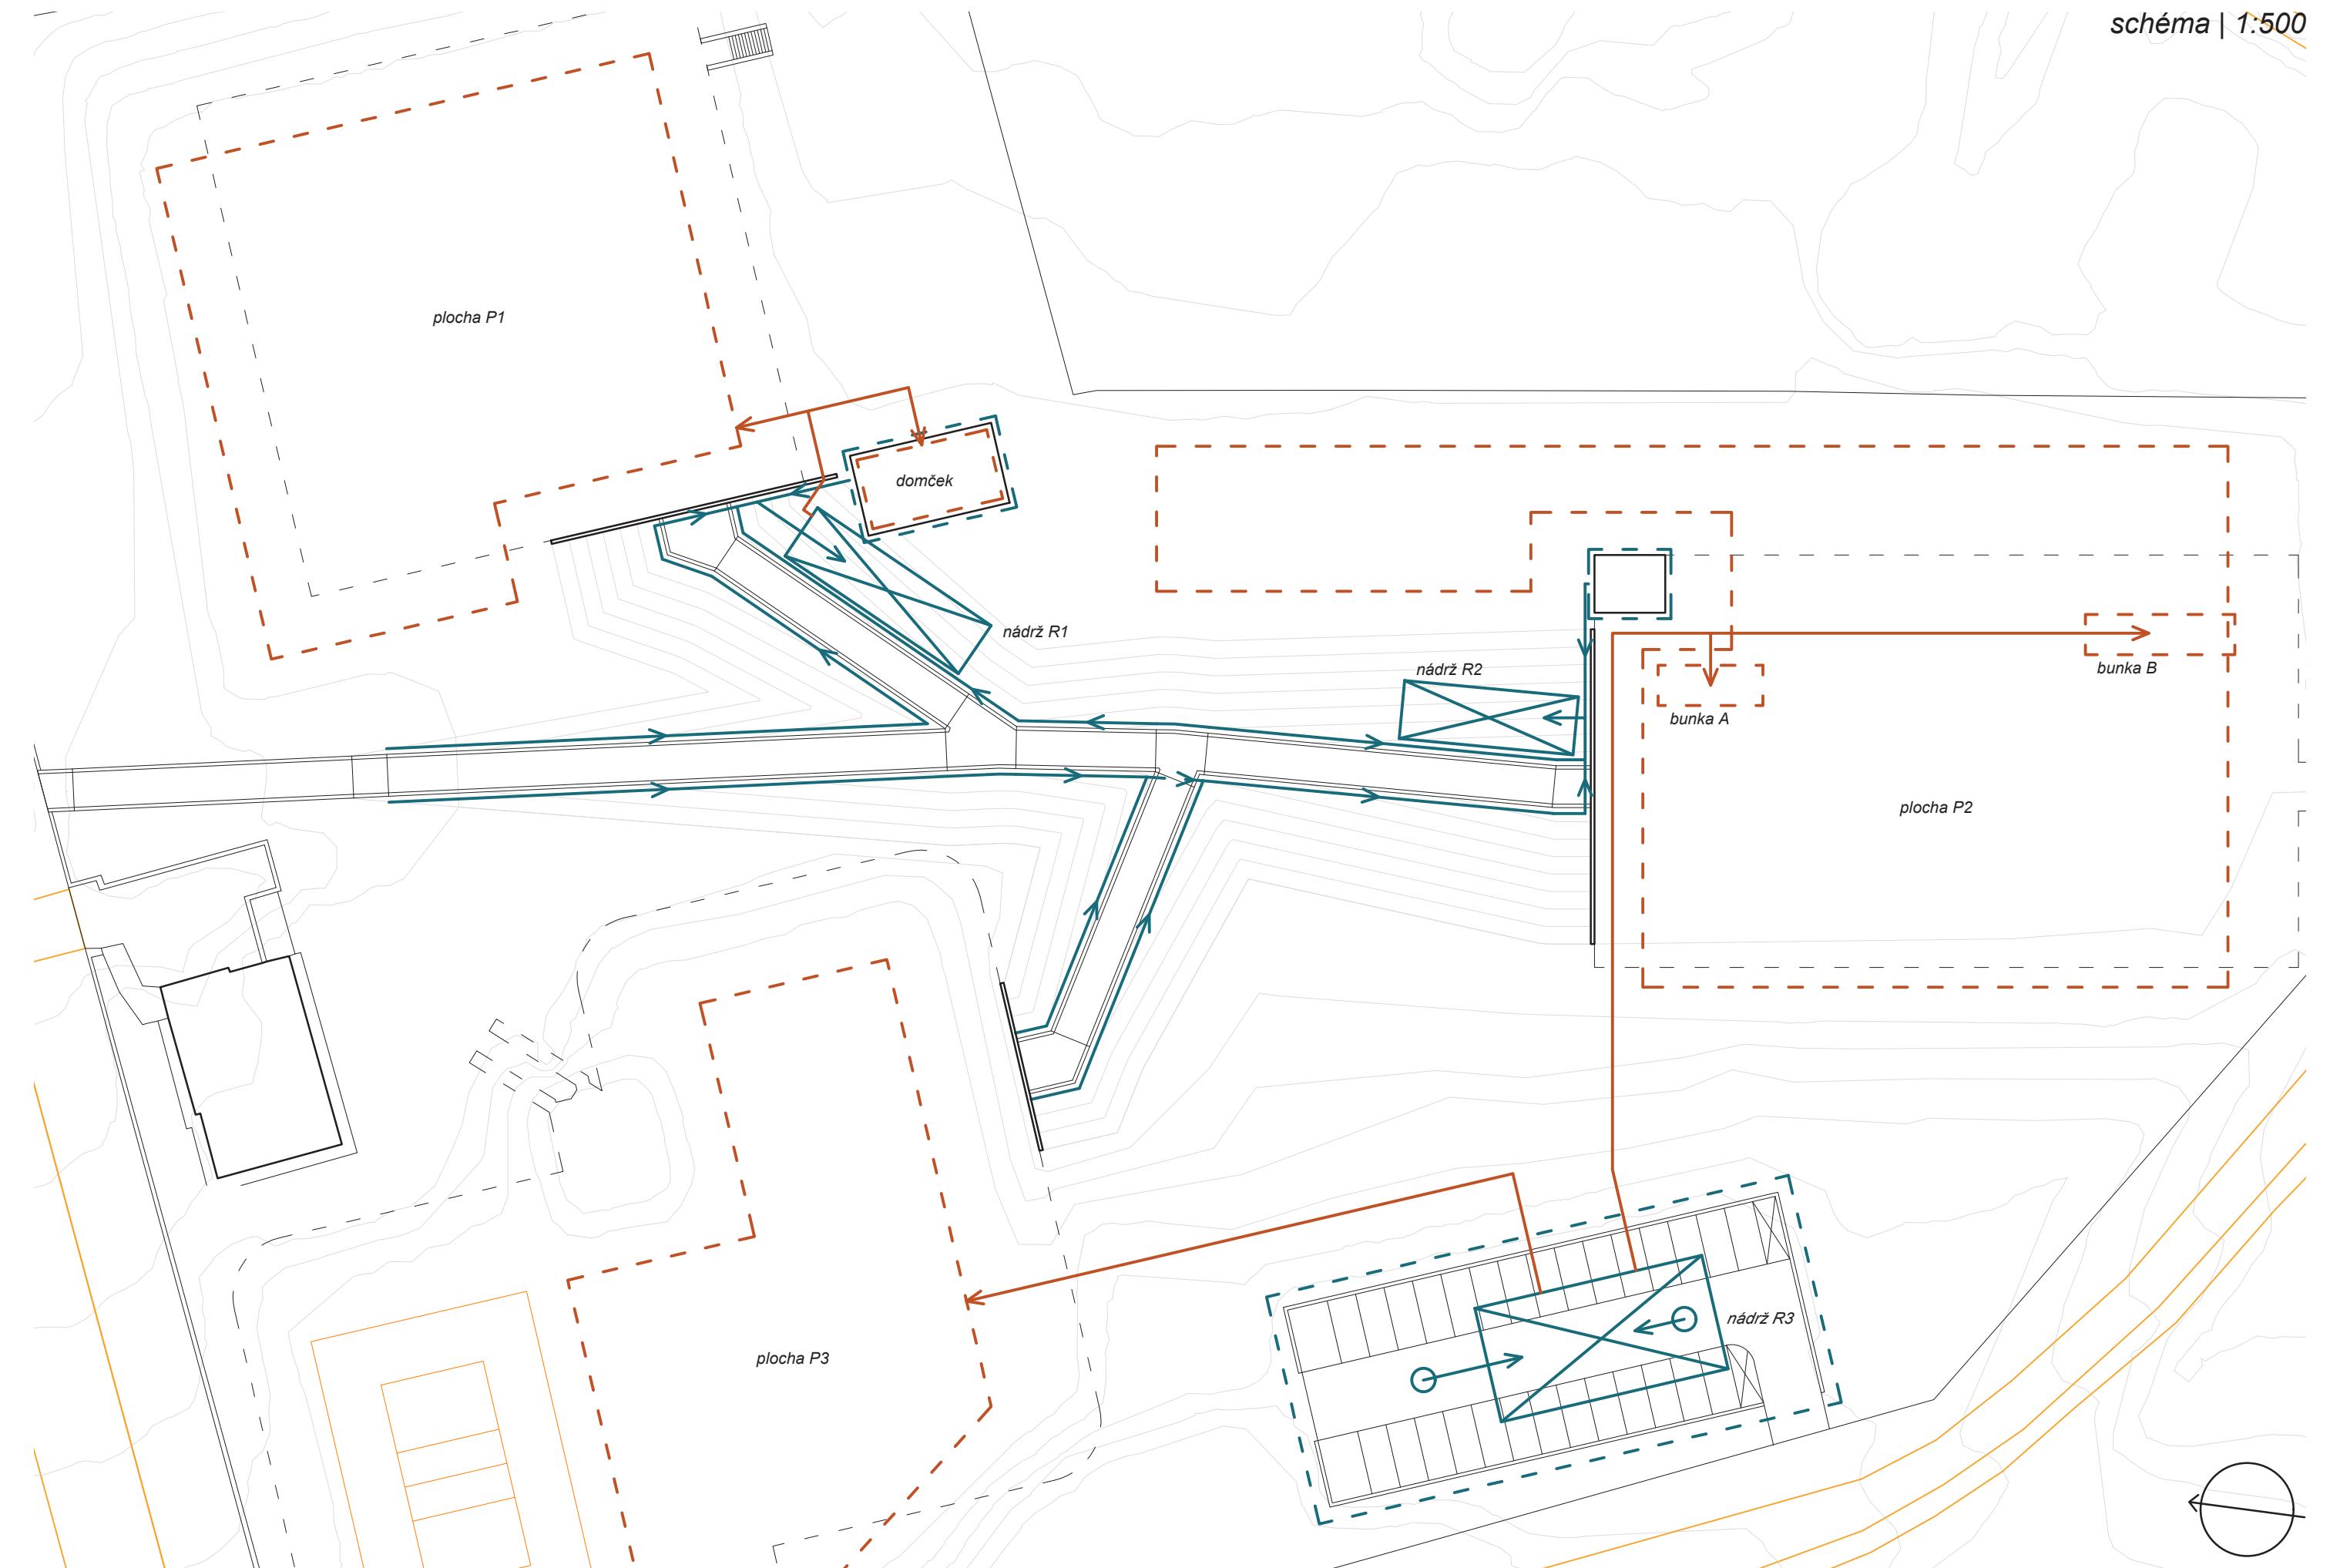 schéma | 1:500
plocha P1
domček
nádrž R1
nádrž R2
bunka B
bunka A
plocha P2
nádrž R3
plocha P3